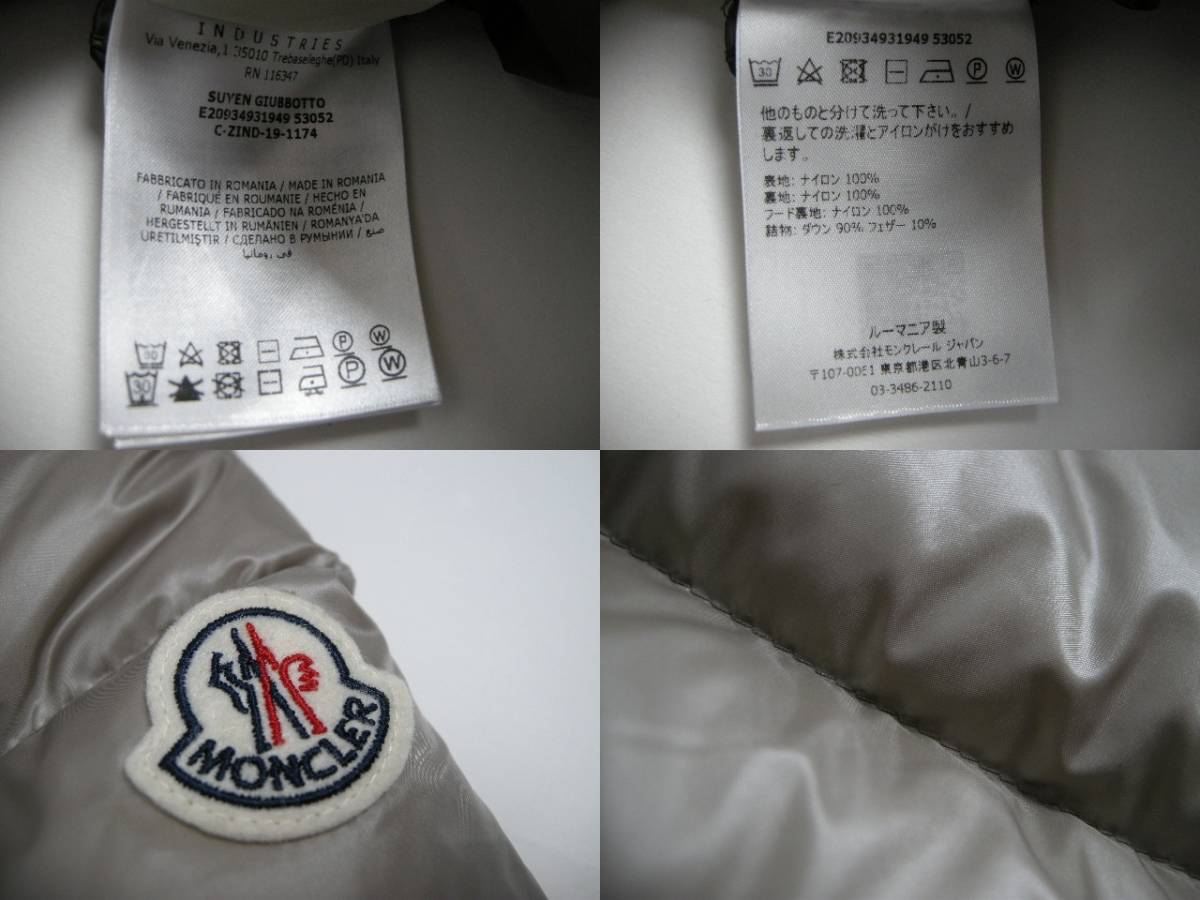 INDUSTRIES
Via Venezia,1 35010 Trebaseleghe(PD) Italy
RN 116347
SUYEN GIUBBOTTO
E20934931949 53052
C-ZIND-19-1174
FABBRICATO IN ROMANIA / MADE IN ROMANIA
/ FABRIQUÉ EN ROUMANIE / HECHO EN
RUMANIA / FABRICADO NA ROMÉNIA /
HERGESTELLT IN RUMÄNIEN / ROMANYA'DA
ÜRETILMIŞTIR / СДЕЛАНО В РУМЫНИИ / صنع
في رومانيا
30 P W
30 P W
E20934931949 53052
30 P W
他のものと分けて洗って下さい。/
裏返しての洗濯とアイロンがけをおすすめ
します。
表地: ナイロン 100%
裏地: ナイロン 100%
フード裏地: ナイロン 100%
詰物: ダウン 90% フェザー 10%
ルーマニア製
株式会社モンクレール ジャパン
〒107-0061 東京都港区北青山3-6-7
03-3486-2110
MONCLER